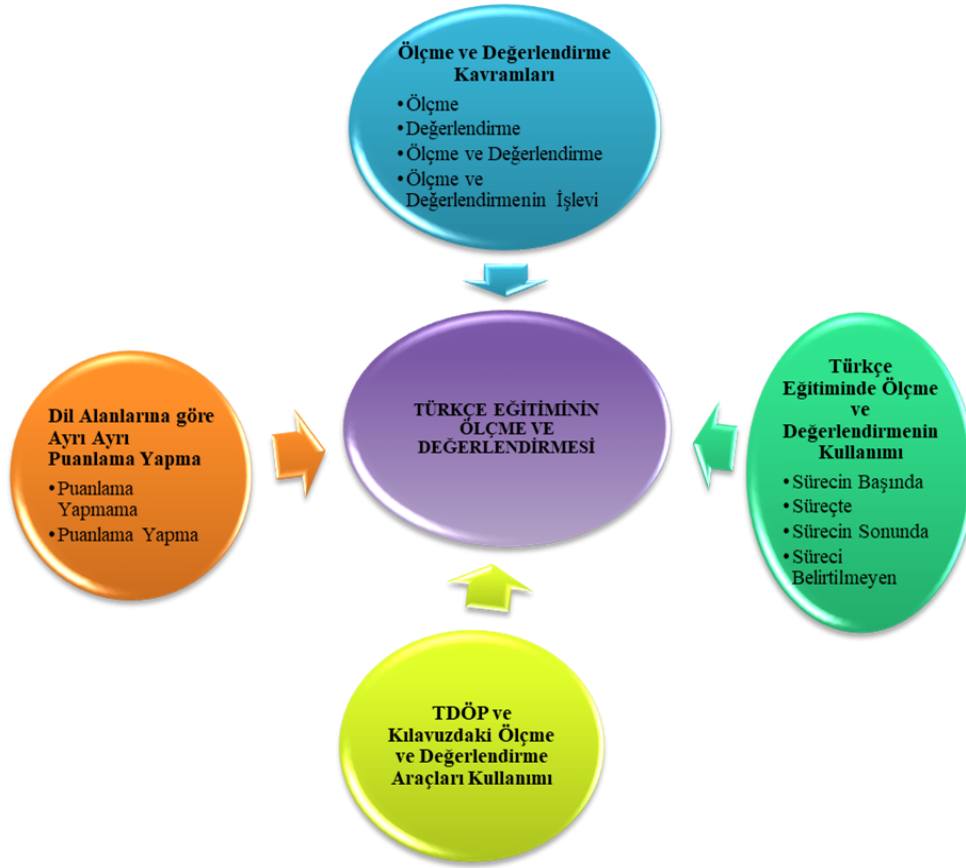 Ölçme ve Değerlendirme
Kavramları
•Ölçme
•Değerlendirme
•Ölçme ve Değerlendirme
•Ölçme ve
Değerlendirmenin İşlevi
Dil Alanlarına göre
Ayrı Ayrı
Puanlama Yapma
•Puanlama
Yapmama
•Puanlama Yapma
TÜRKÇE EĞİTİMİNİN
ÖLÇME VE
DEĞERLENDİRMESİ
Türkçe
Eğitiminde Ölçme
ve
Değerlendirmenin
Kullanımı
•Sürecin Başında
•Süreçte
•Sürecin Sonunda
•Süreci
Belirtilmeyen
TDÖP ve
Kılavuzdaki Ölçme
ve Değerlendirme
Araçları Kullanımı